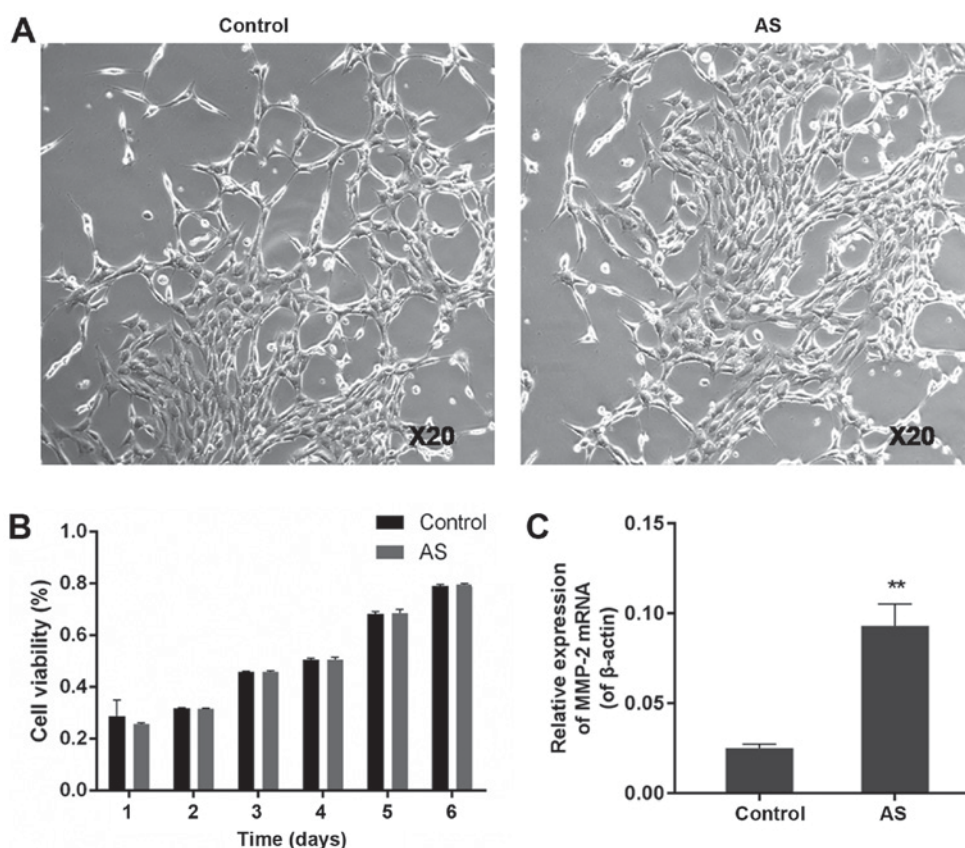 A
Control
AS
X20
X20
B
Control
AS
Cell viability (%)
1.0
0.8
0.6
0.4
0.2
0.0
1 2 3 4 5 6
Time (days)
C
Relative expression
of MMP-2 mRNA
(of β-actin)
0.15
0.10
0.05
0.00
**
Control AS